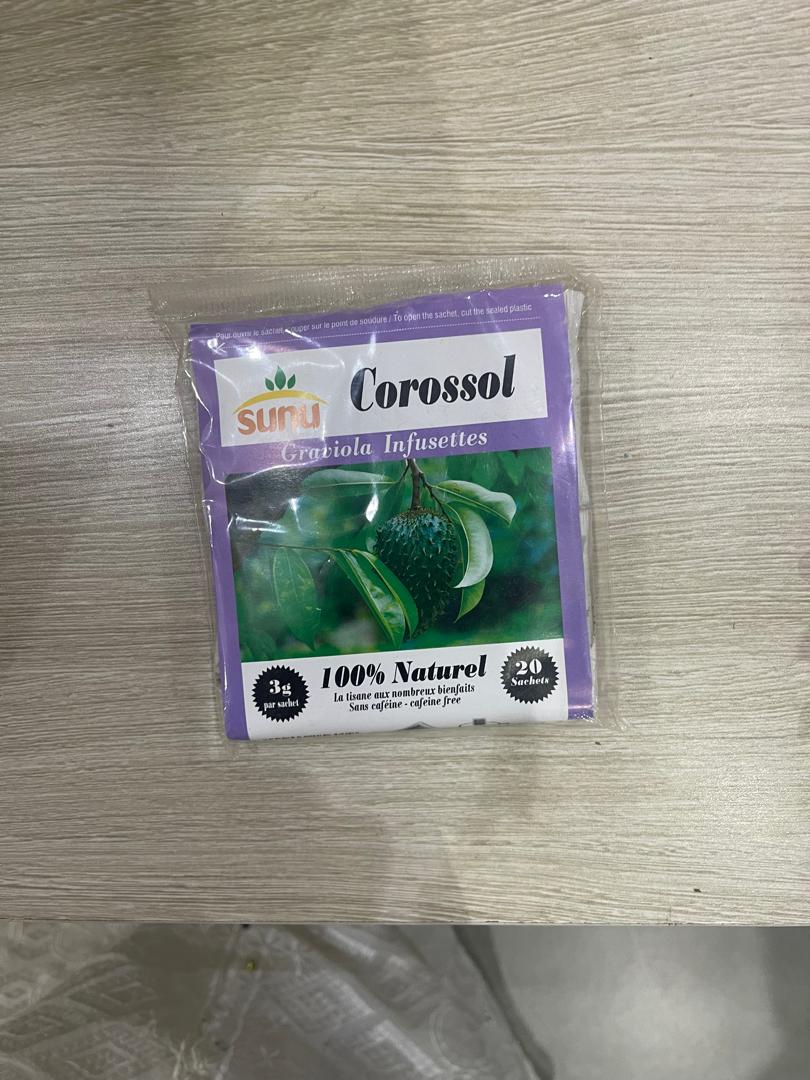 Pour ouvrir le sachet, couper sur le point de soudure / To open the sachet, cut the sealed plastic
sunu
Corossol
Graviola Infusettes
100% Naturel
La tisane aux nombreux bienfaits
Sans caféine - cafeine free
3g
par sachet
20
Sachets